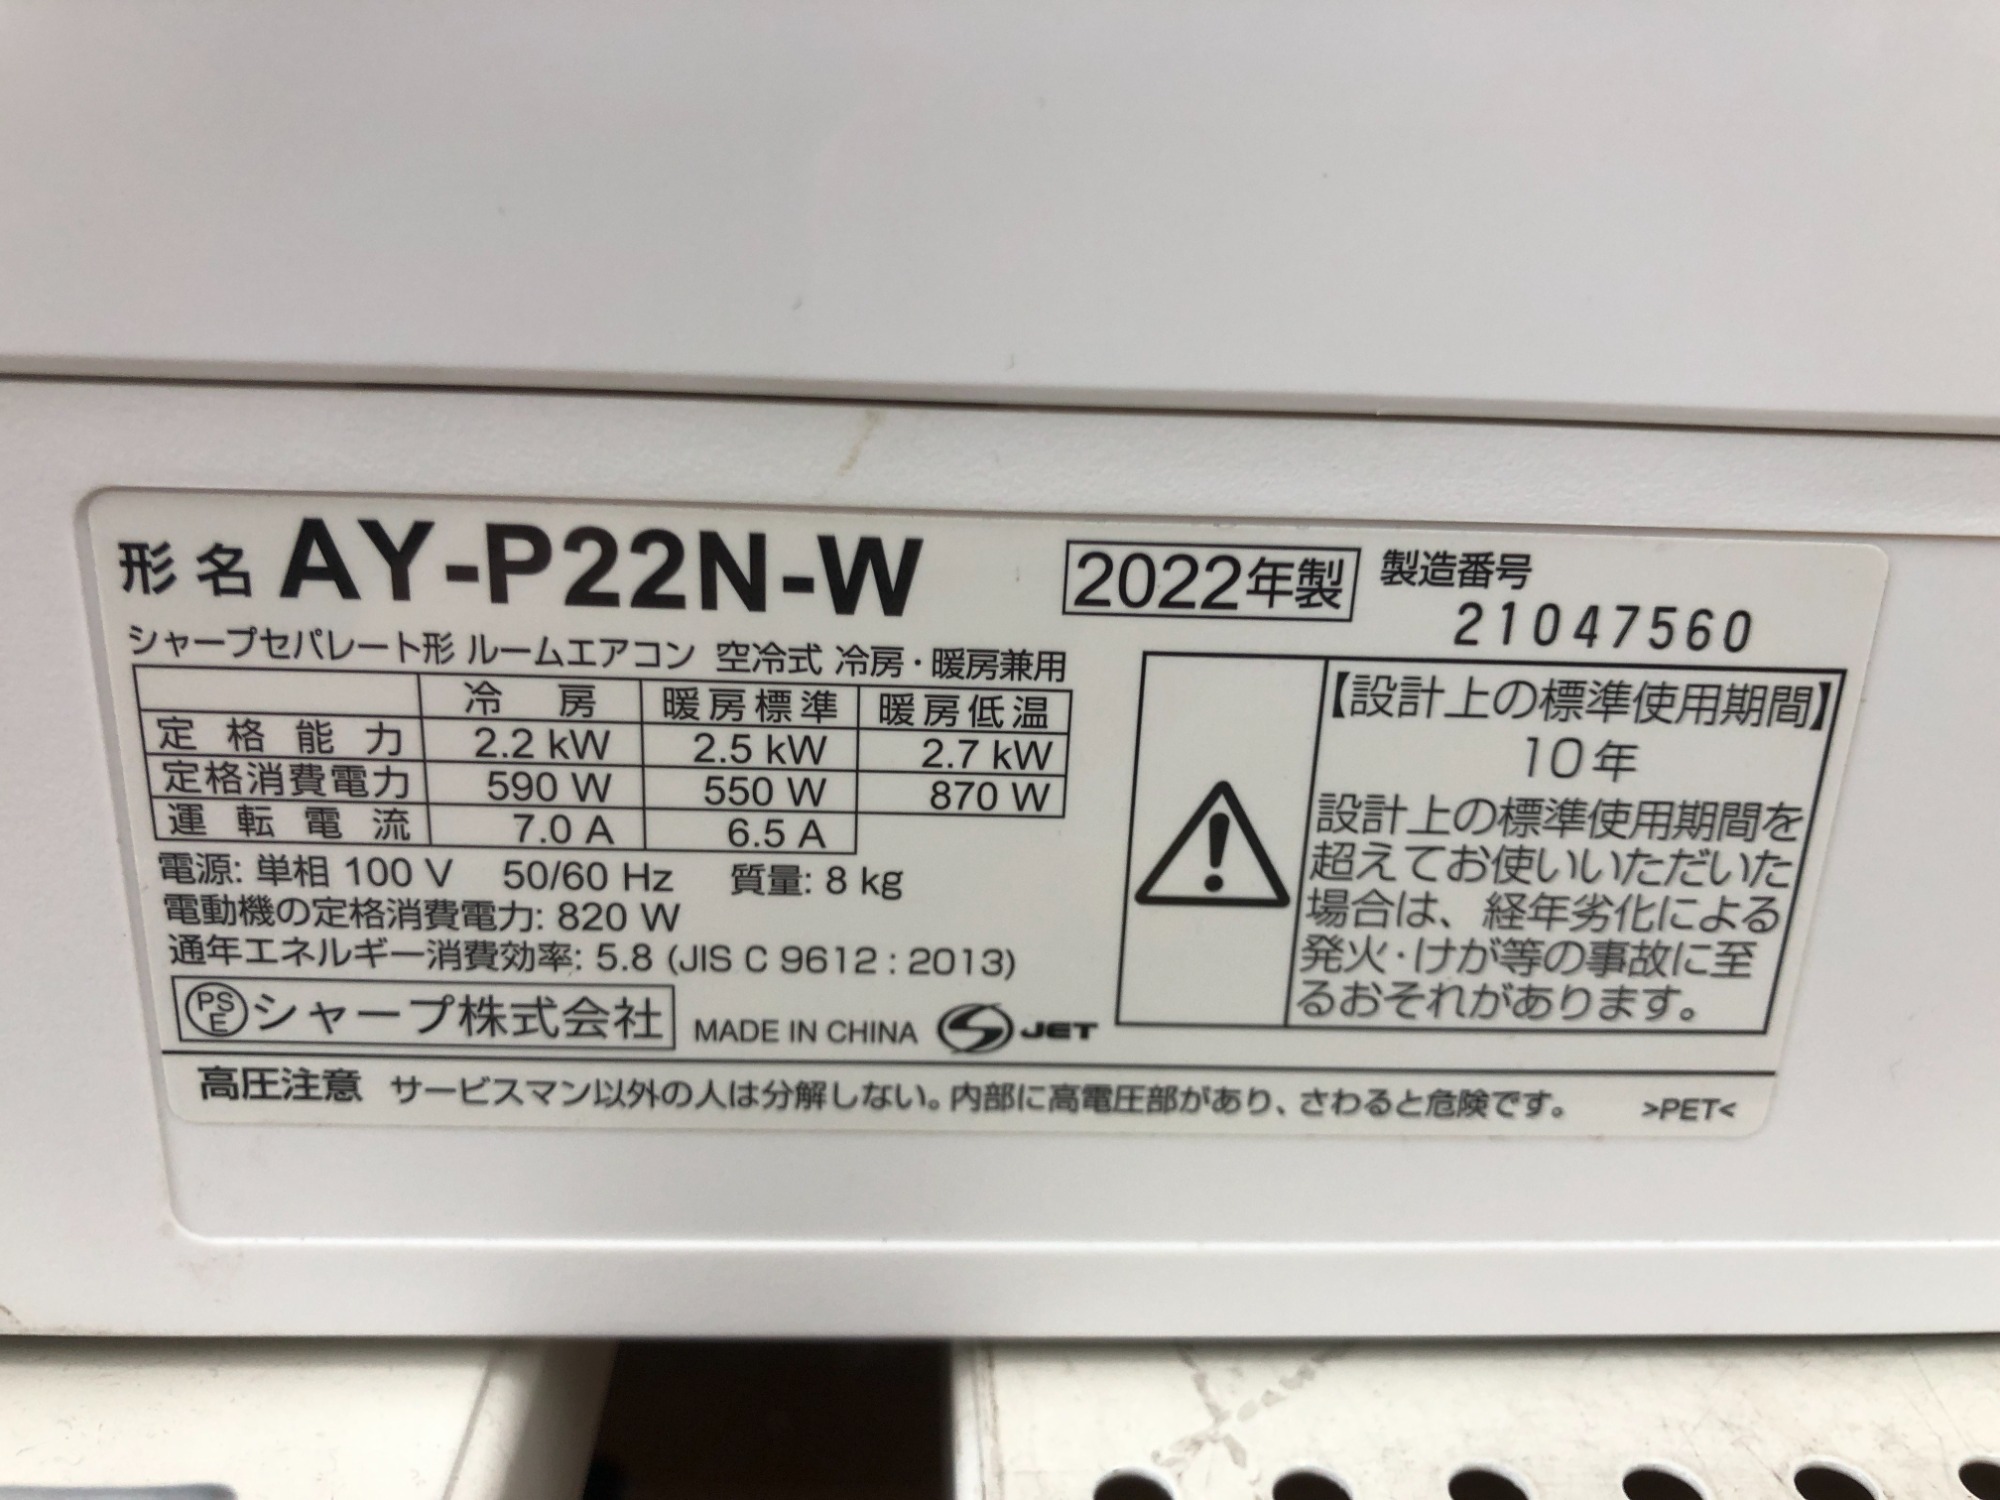 形名 AY-P22N-W
2022年製
製造番号
21047560
シャープセパレート形 ルームエアコン 空冷式 冷房・暖房兼用
冷房 暖房標準 暖房低温
定格能力 2.2 kW 2.5 kW 2.7 kW
定格消費電力 590 W 550 W 870 W
運転電流 7.0 A 6.5 A
電源: 単相 100 V 50/60 Hz 質量: 8 kg
電動機の定格消費電力: 820 W
通年エネルギー消費効率: 5.8 (JIS C 9612 : 2013)
PS E シャープ株式会社 MADE IN CHINA S JET
【設計上の標準使用期間】
10年
設計上の標準使用期間を
超えてお使いいただいた
場合は、経年劣化による
発火・けが等の事故に至
るおそれがあります。
高圧注意 サービスマン以外の人は分解しない。内部に高電圧部があり、さわると危険です。 >PET<